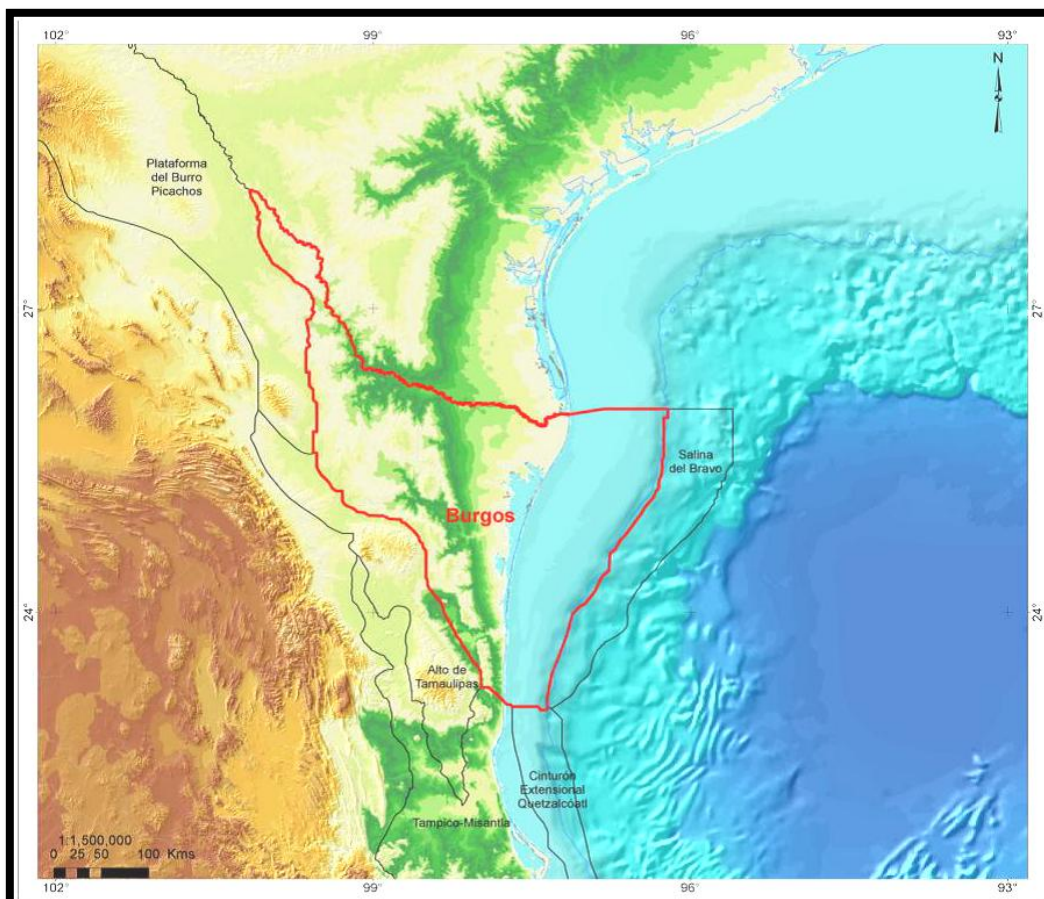 102°
99°
96°
93°
N
Plataforma
del Burro
Picachos
27°
27°
Salina
del Bravo
Burgos
24°
24°
Alto de
Tamaulipas
Cinturón
Extensional
Quetzalcóatl
Tampico-Misantla
1:1,500,000
0 25 50 100 Kms
102°
99°
96°
93°